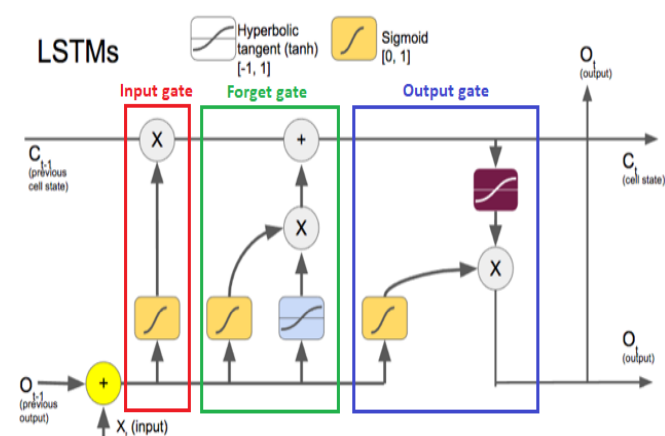 LSTMs
Hyperbolic
tangent (tanh)
[-1, 1]
Sigmoid
[0, 1]
Input gate
Forget gate
Output gate
O t
(output)
X
+
C t-1
(previous
cell state)
C t
(cell state)
X
X
O t-1
(previous
output)
+
X t (input)
O t
(output)